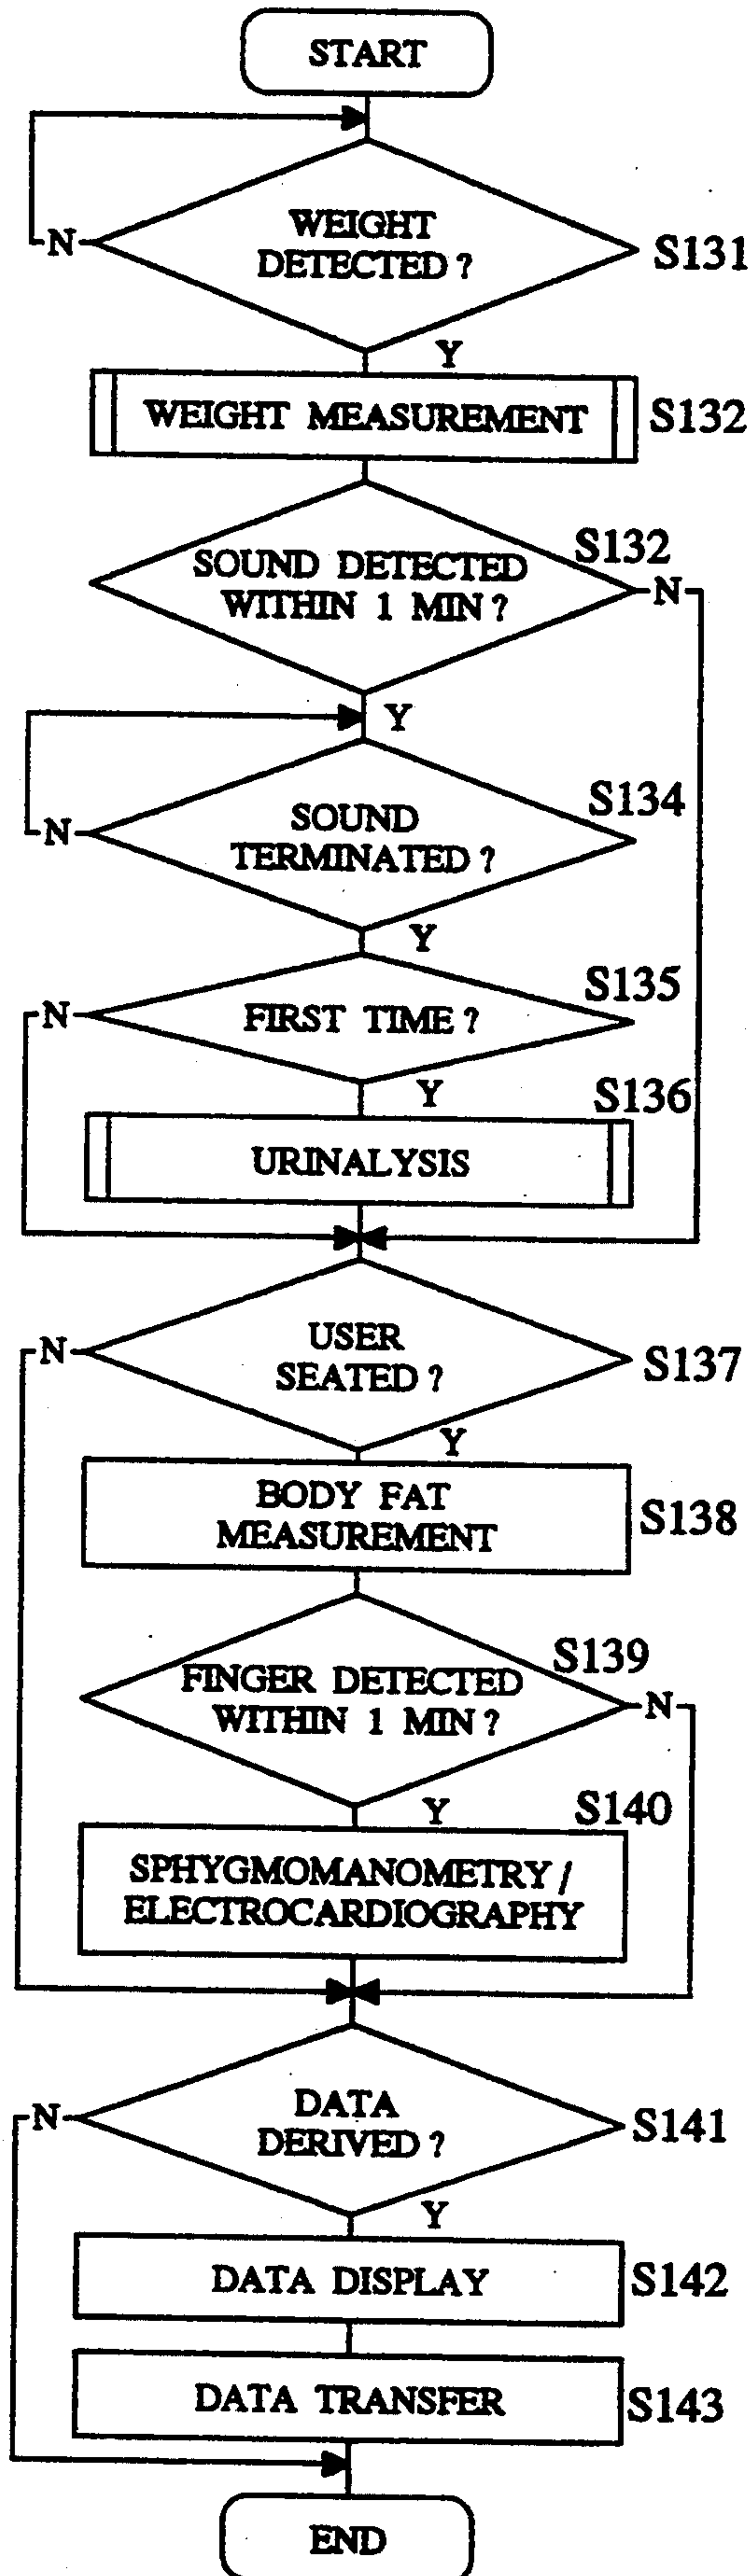 START
WEIGHT
DETECTED ?
N
S131
Y
WEIGHT MEASUREMENT
S132
S132
SOUND DETECTED
WITHIN 1 MIN ?
N
Y
S134
SOUND
TERMINATED ?
N
Y
S135
FIRST TIME ?
N
Y
S136
URINALYSIS
USER
SEATED ?
N
S137
Y
BODY FAT
MEASUREMENT
S138
S139
FINGER DETECTED
WITHIN 1 MIN ?
N
Y
S140
SPHYGMOMANOMETRY /
ELECTROCARDIOGRAPHY
DATA
DERIVED ?
N
S141
Y
DATA DISPLAY
S142
DATA TRANSFER
S143
END